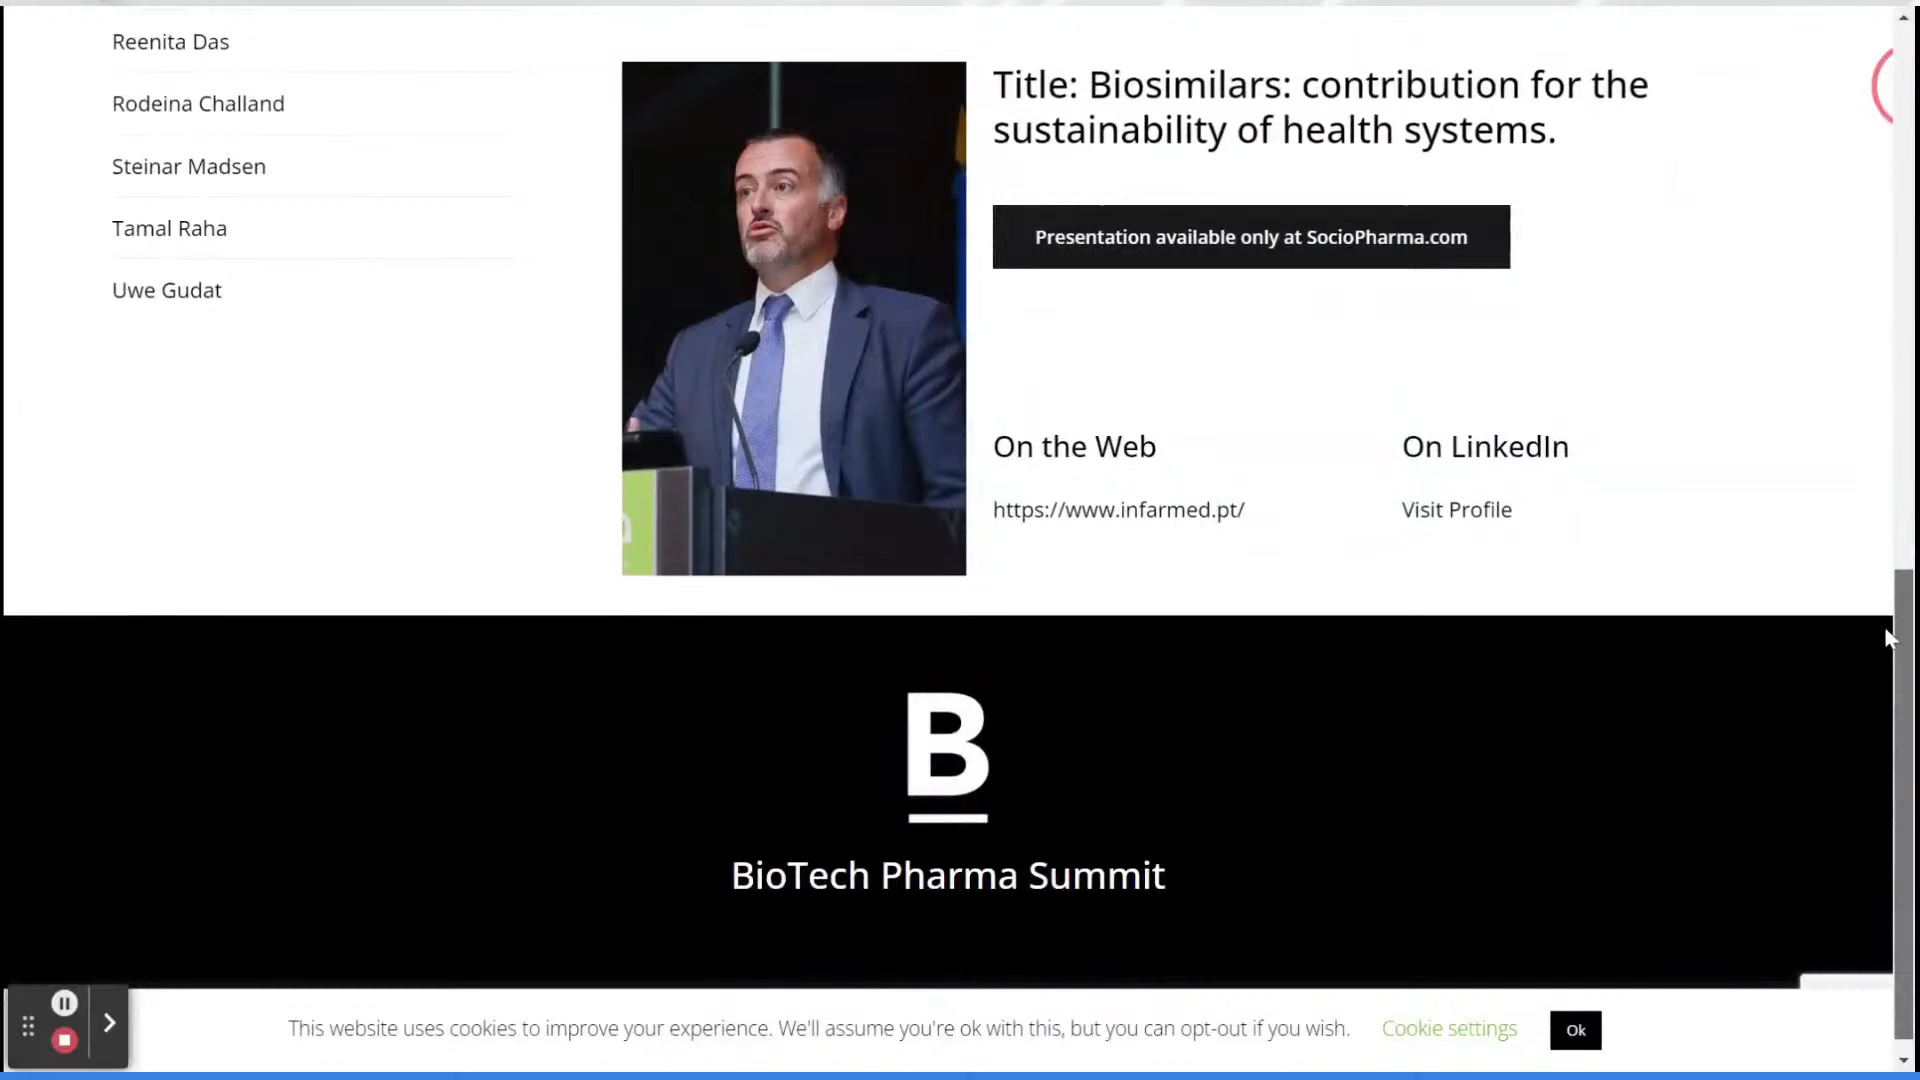 Reenita Das
Rodeina Challand
Steinar Madsen
Tamal Raha
Uwe Gudat
Title: Biosimilars: contribution for the
sustainability of health systems.
Presentation available only at SocioPharma.com
On the Web
On LinkedIn
https://www.infarmed.pt/
Visit Profile
B
BioTech Pharma Summit
This website uses cookies to improve your experience. We'll assume you're ok with this, but you can opt-out if you wish.
Cookie settings
Ok